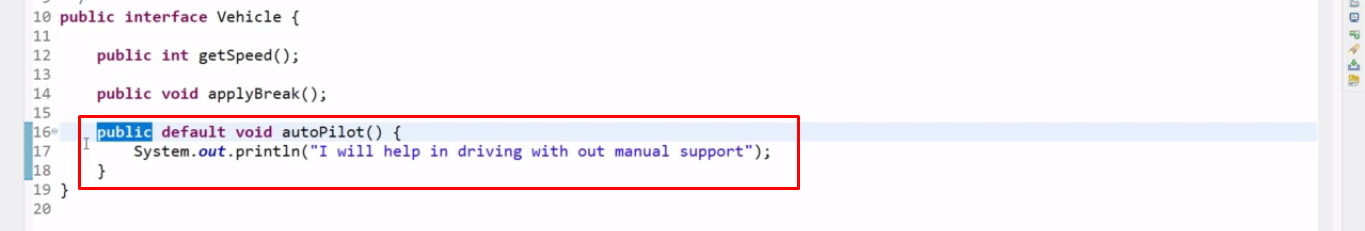 10 public interface Vehicle {
11
12 public int getSpeed();
13
14 public void applyBreak();
15
16 public default void autoPilot() {
17 System.out.println("I will help in driving with out manual support");
18 }
19 }
20